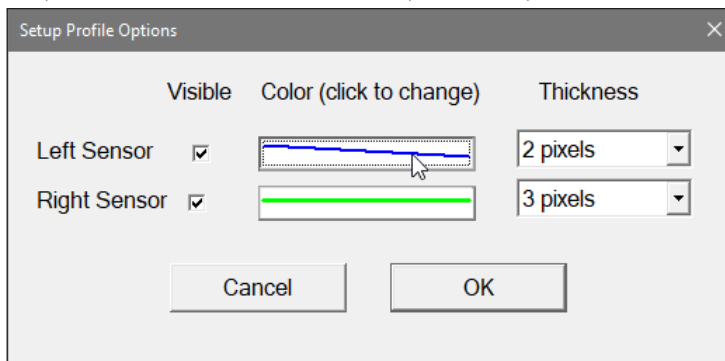 Setup Profile Options
Visible Color (click to change) Thickness
Left Sensor 2 pixels
Right Sensor 3 pixels
Cancel OK